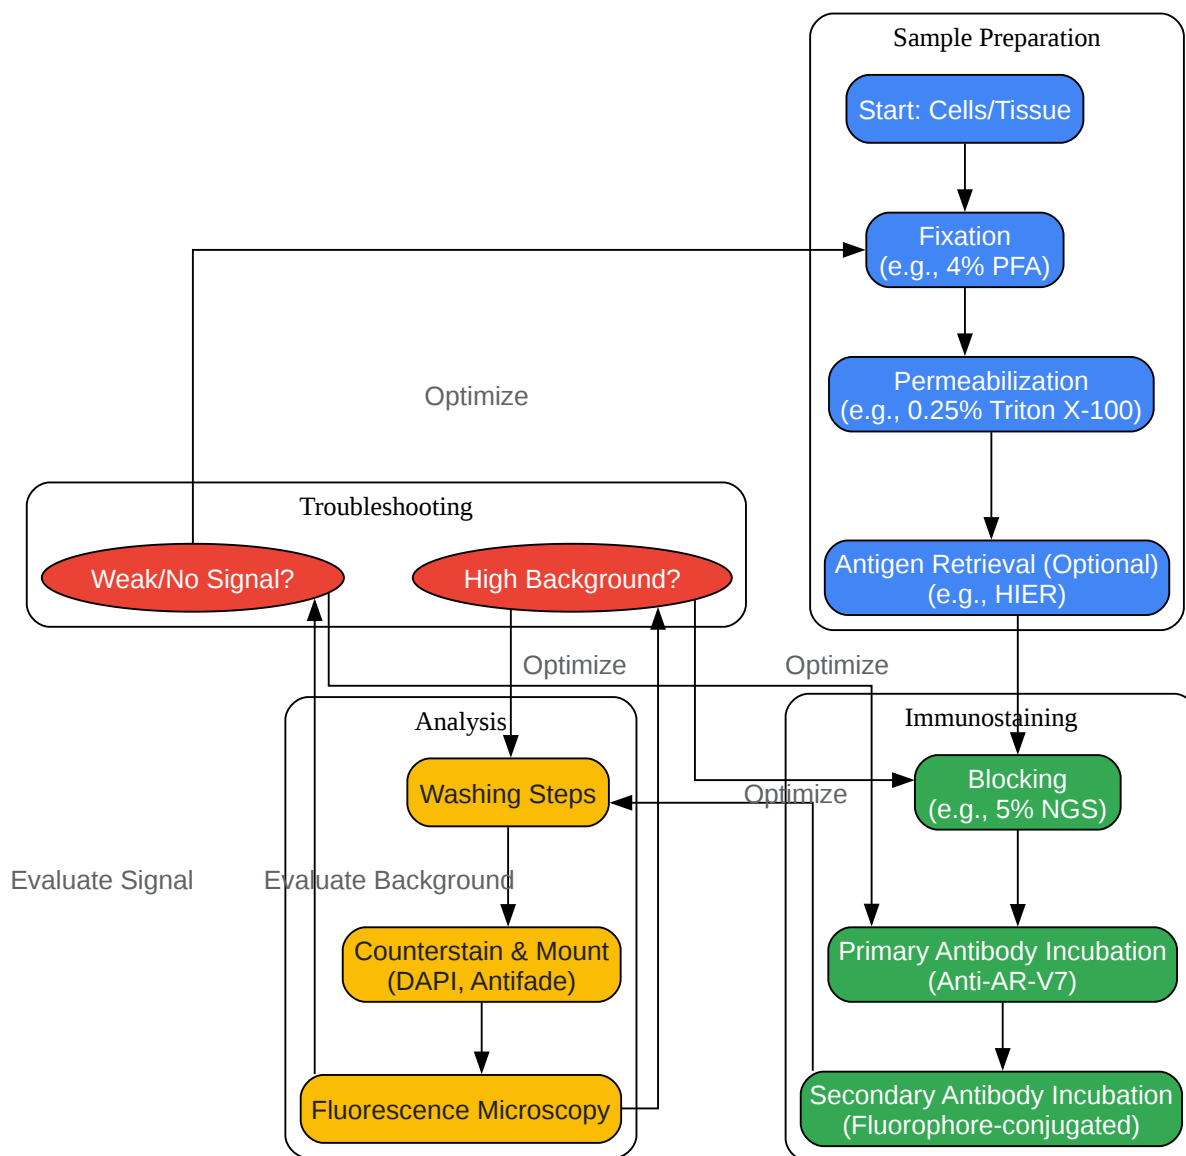 Sample Preparation
Start: Cells/Tissue
Fixation
(e.g., 4% PFA)
Permeabilization
(e.g., 0.25% Triton X-100)
Optimize
Troubleshooting
Weak/No Signal?
High Background?
Antigen Retrieval (Optional)
(e.g., HIER)
Optimize
Optimize
Analysis
Immunostaining
Washing Steps
Optimize
Blocking
(e.g., 5% NGS)
Evaluate Signal
Evaluate Background
Counterstain & Mount
(DAPI, Antifade)
Primary Antibody Incubation
(Anti-AR-V7)
Fluorescence Microscopy
Secondary Antibody Incubation
(Fluorophore-conjugated)